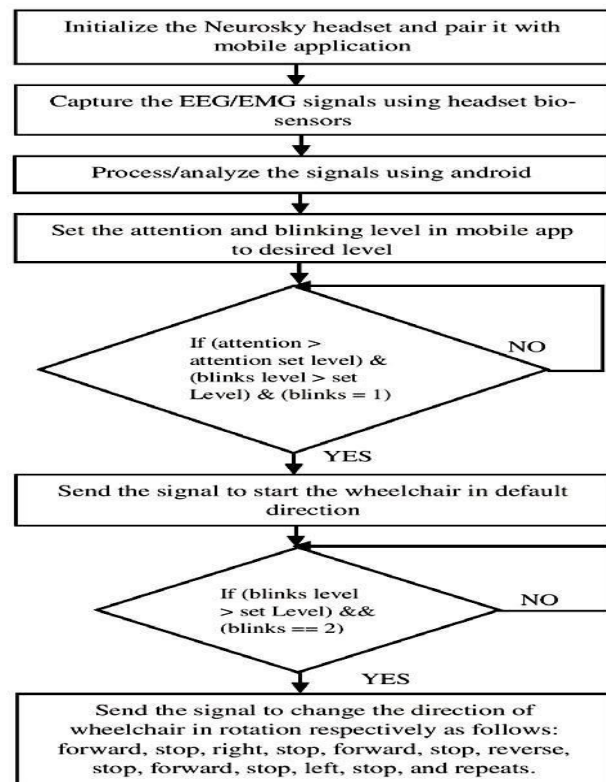 Initialize the Neurosky headset and pair it with
mobile application
Capture the EEG/EMG signals using headset bio-
sensors
Process/analyze the signals using android
Set the attention and blinking level in mobile app
to desired level
If (attention >
attention set level) &
(blinks level > set
Level) & (blinks = 1)
NO
YES
Send the signal to start the wheelchair in default
direction
If (blinks level
> set Level) &&
(blinks == 2)
NO
YES
Send the signal to change the direction of
wheelchair in rotation respectively as follows:
forward, stop, right, stop, forward, stop, reverse,
stop, forward, stop, left, stop, and repeats.